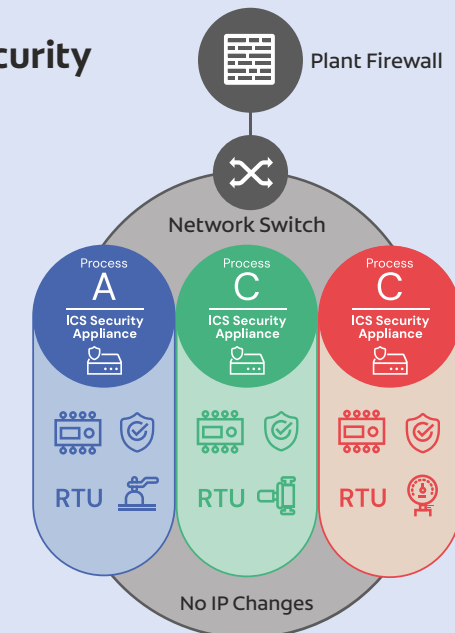 curity
Plant Firewall
Network Switch
Process
A
ICS Security
Appliance
RTU
Process
C
ICS Security
Appliance
RTU
Process
C
ICS Security
Appliance
RTU
No IP Changes